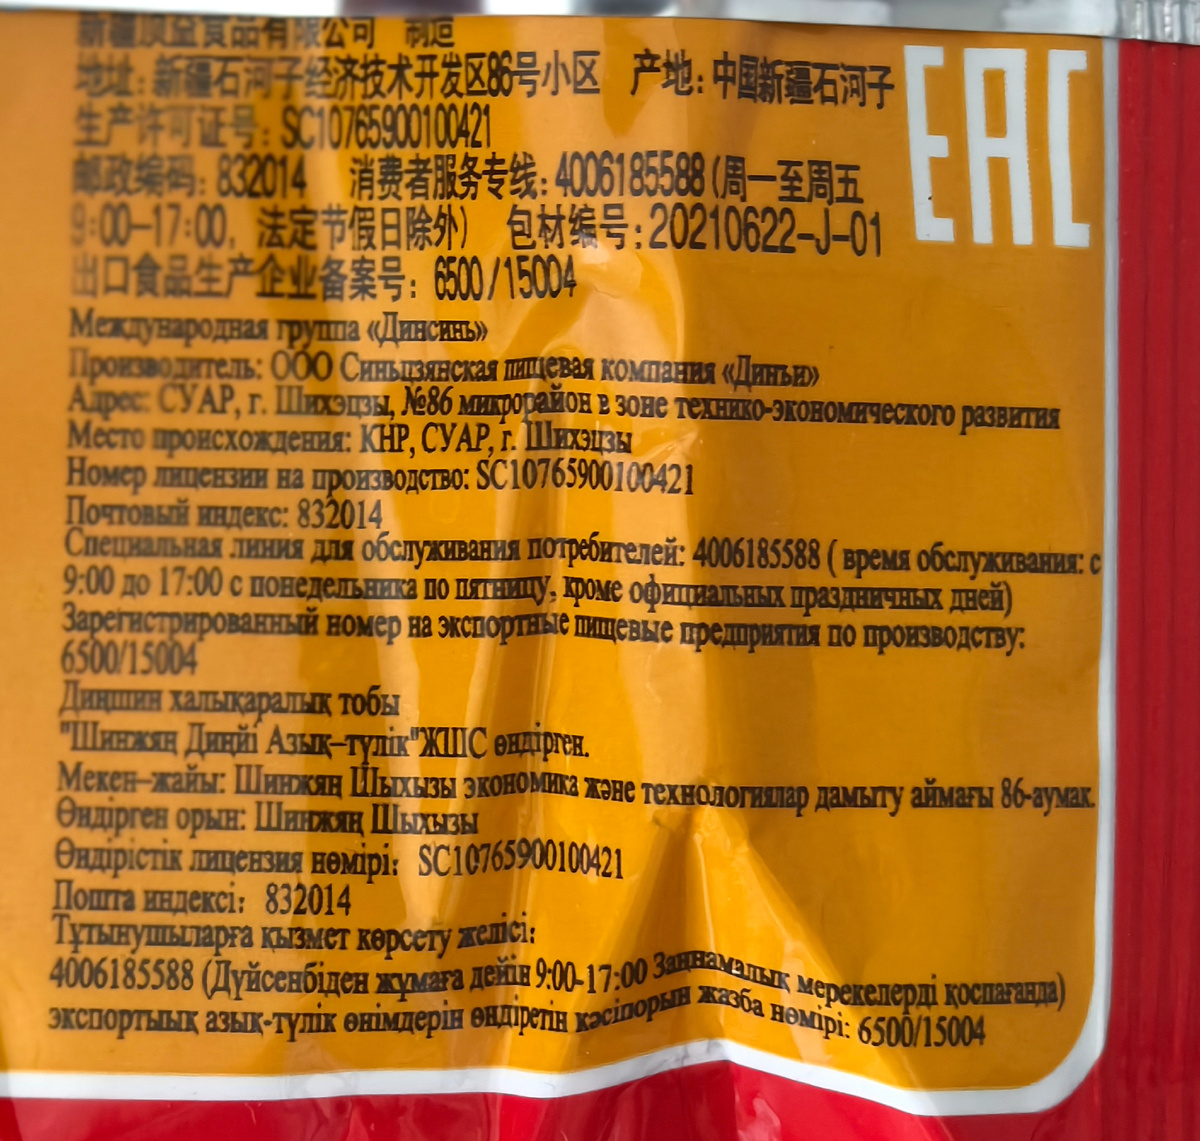 新疆顶益食品有限公司 制造
地址：新疆石河子经济技术开发区86号小区 产地：中国新疆石河子
生产许可证号：SC10765900100421
邮政编码：832014 消费者服务专线：4006185588（周一至周五
9:00-17:00，法定节假日除外） 包材编号：20210622-J-01
出口食品生产企业备案号：6500/15004
EAC
Международная группа «Динсинь»
Производитель: ООО Синьцзянская пищевая компания «Диньи»
Адрес: СУАР, г. Шихэцзы, №86 микрорайон в зоне технико-экономического развития
Место происхождения: КНР, СУАР, г. Шихэцзы
Номер лицензии на производство: SC10765900100421
Почтовый индекс: 832014
Специальная линия для обслуживания потребителей: 4006185588 ( время обслуживания: с
9:00 до 17:00 с понедельника по пятницу, кроме официальных праздничных дней)
Зарегистрированный номер на экспортные пищевые предприятия по производству:
6500/15004
Диңшин халықаралық тобы
"Шинжяң Диңйі Азық-түлік"ЖШС өндірген.
Мекен-жайы: Шинжяң Шыхызы экономика және технологиялар дамыту аймағы 86-аумақ.
Өндірген орын: Шинжяң Шыхызы
Өндірістік лицензия нөмірі: SC10765900100421
Пошта индексі: 832014
Тұтынушыларға қызмет көрсету желісі:
4006185588 (Дүйсенбіден жұмаға дейін 9:00-17:00 Заңнамалық мерекелерді қоспағанда)
экспортық азық-түлік өнімдерін өндіретін кәсіпорын жазба нөмірі: 6500/15004